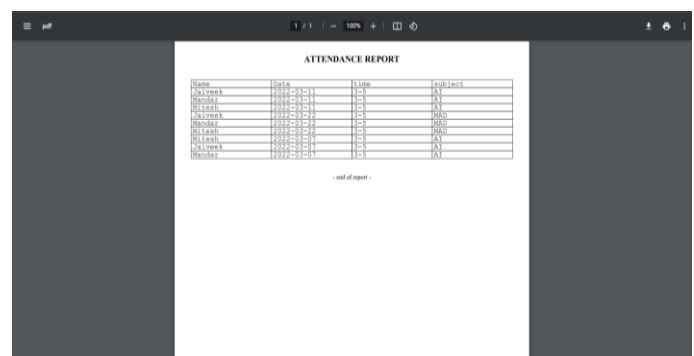 pdf 1 / 1 100%
ATTENDANCE REPORT
Name Date time subject
Jaiveek 2022-03-11 3-5 AI
Mandar 2022-03-11 3-5 AI
Hitesh 2022-03-11 3-5 AI
Jaiveek 2022-03-22 3-5 MAD
Mandar 2022-03-22 3-5 MAD
Hitesh 2022-03-22 3-5 MAD
Hitesh 2022-03-07 3-5 AI
Jaiveek 2022-03-07 3-5 AI
Mandar 2022-03-07 3-5 AI
- end of report -